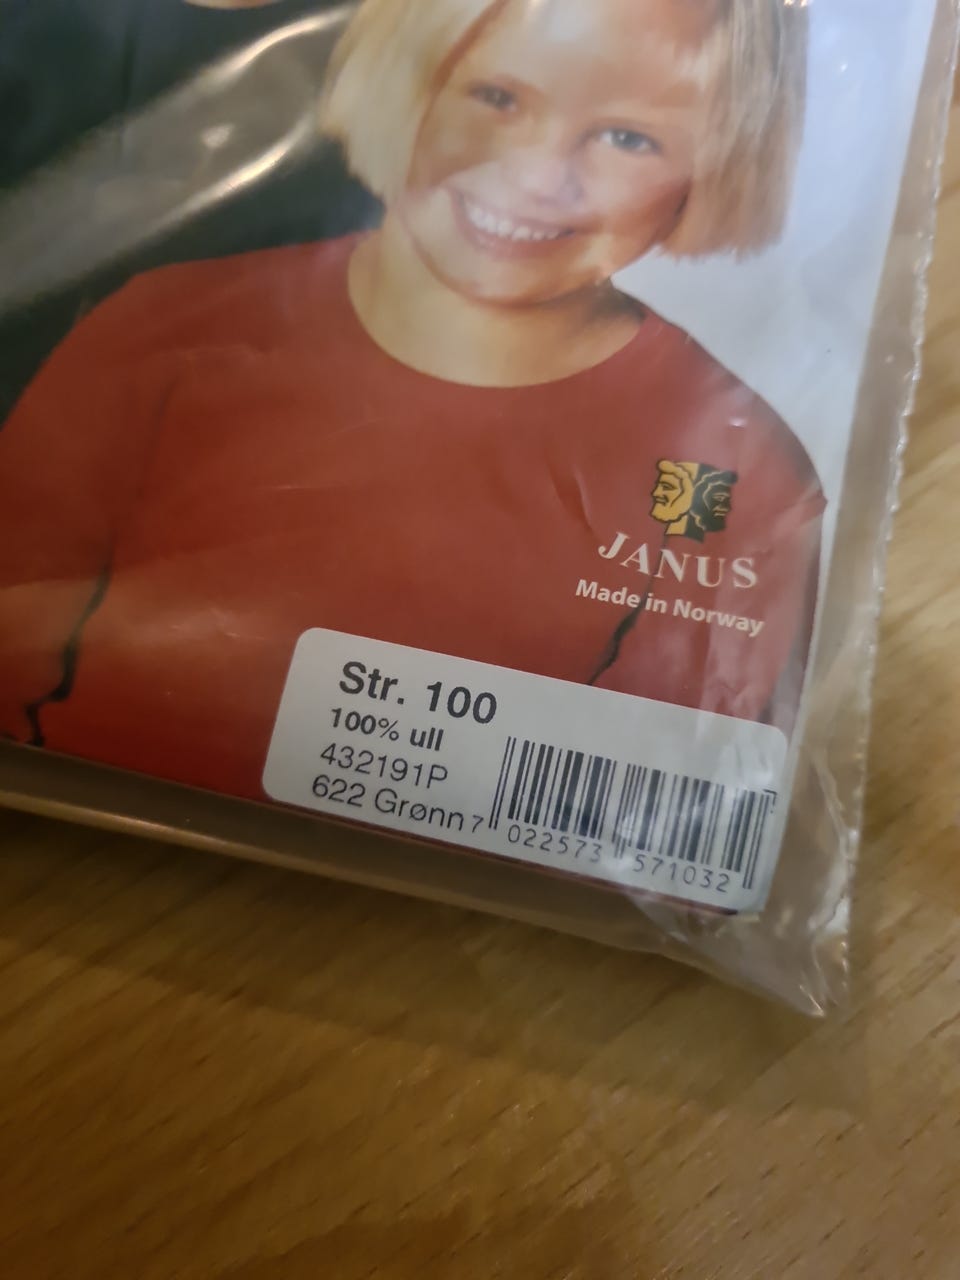 JANUS
Made in Norway
Str. 100
100% ull
432191P
622 Grønn
7 022573 571032